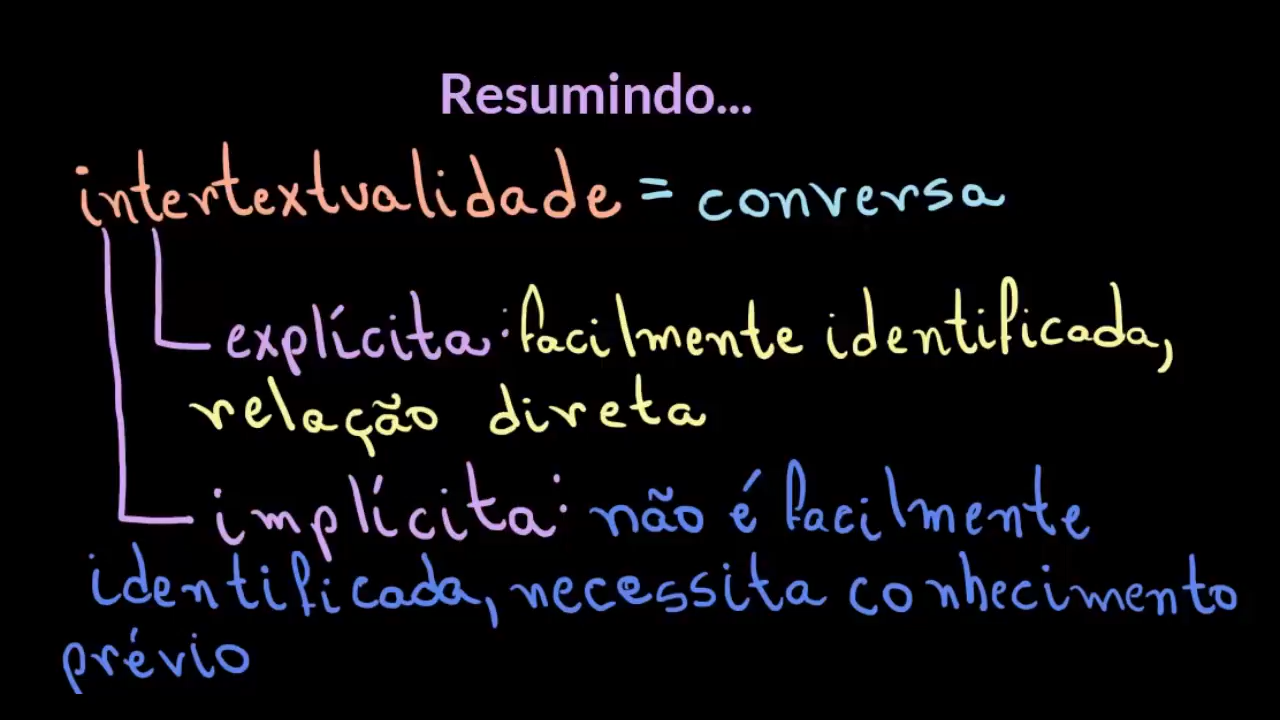 Resumindo...
intertextualidade = conversa
explícita: facilmente identificada,
relação direta
implícita: não é facilmente
identificada, necessita conhecimento
prévio